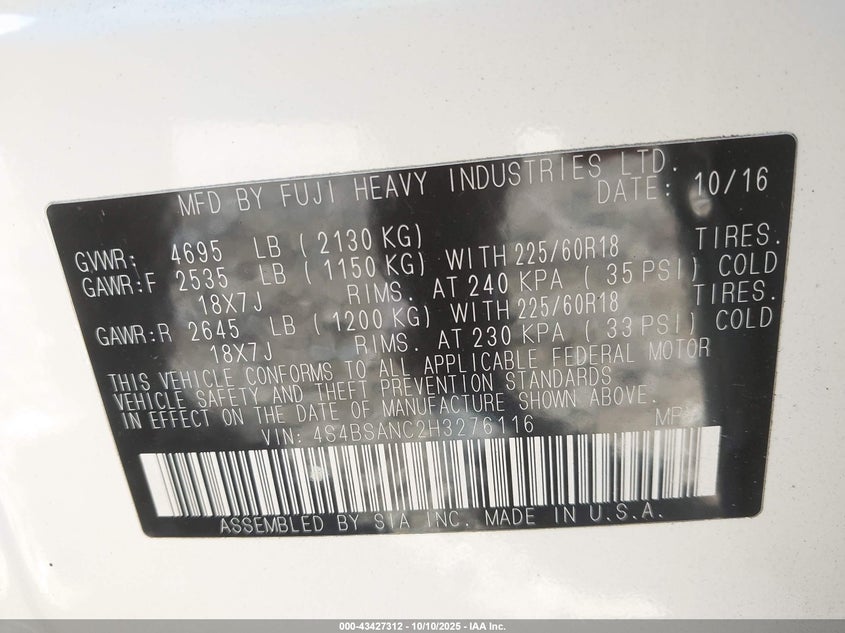 MFD BY FUJI HEAVY INDUSTRIES LTD.
DATE: 10/16
GVWR: 4695 LB (2130 KG)
GAWR:F 2535 LB (1150 KG) WITH 225/60R18 TIRES.
18X7J RIMS. AT 240 KPA (35 PSI) COLD
GAWR:R 2645 LB (1200 KG) WITH 225/60R18 TIRES.
18X7J RIMS. AT 230 KPA (33 PSI) COLD
THIS VEHICLE CONFORMS TO ALL APPLICABLE FEDERAL MOTOR
VEHICLE SAFETY AND THEFT PREVENTION STANDARDS
IN EFFECT ON THE DATE OF MANUFACTURE SHOWN ABOVE.
VIN: 4S4BSANC2H3276116 MPV
ASSEMBLED BY SIA INC. MADE IN U.S.A.
000-43427312 - 10/10/2025 - IAA Inc.